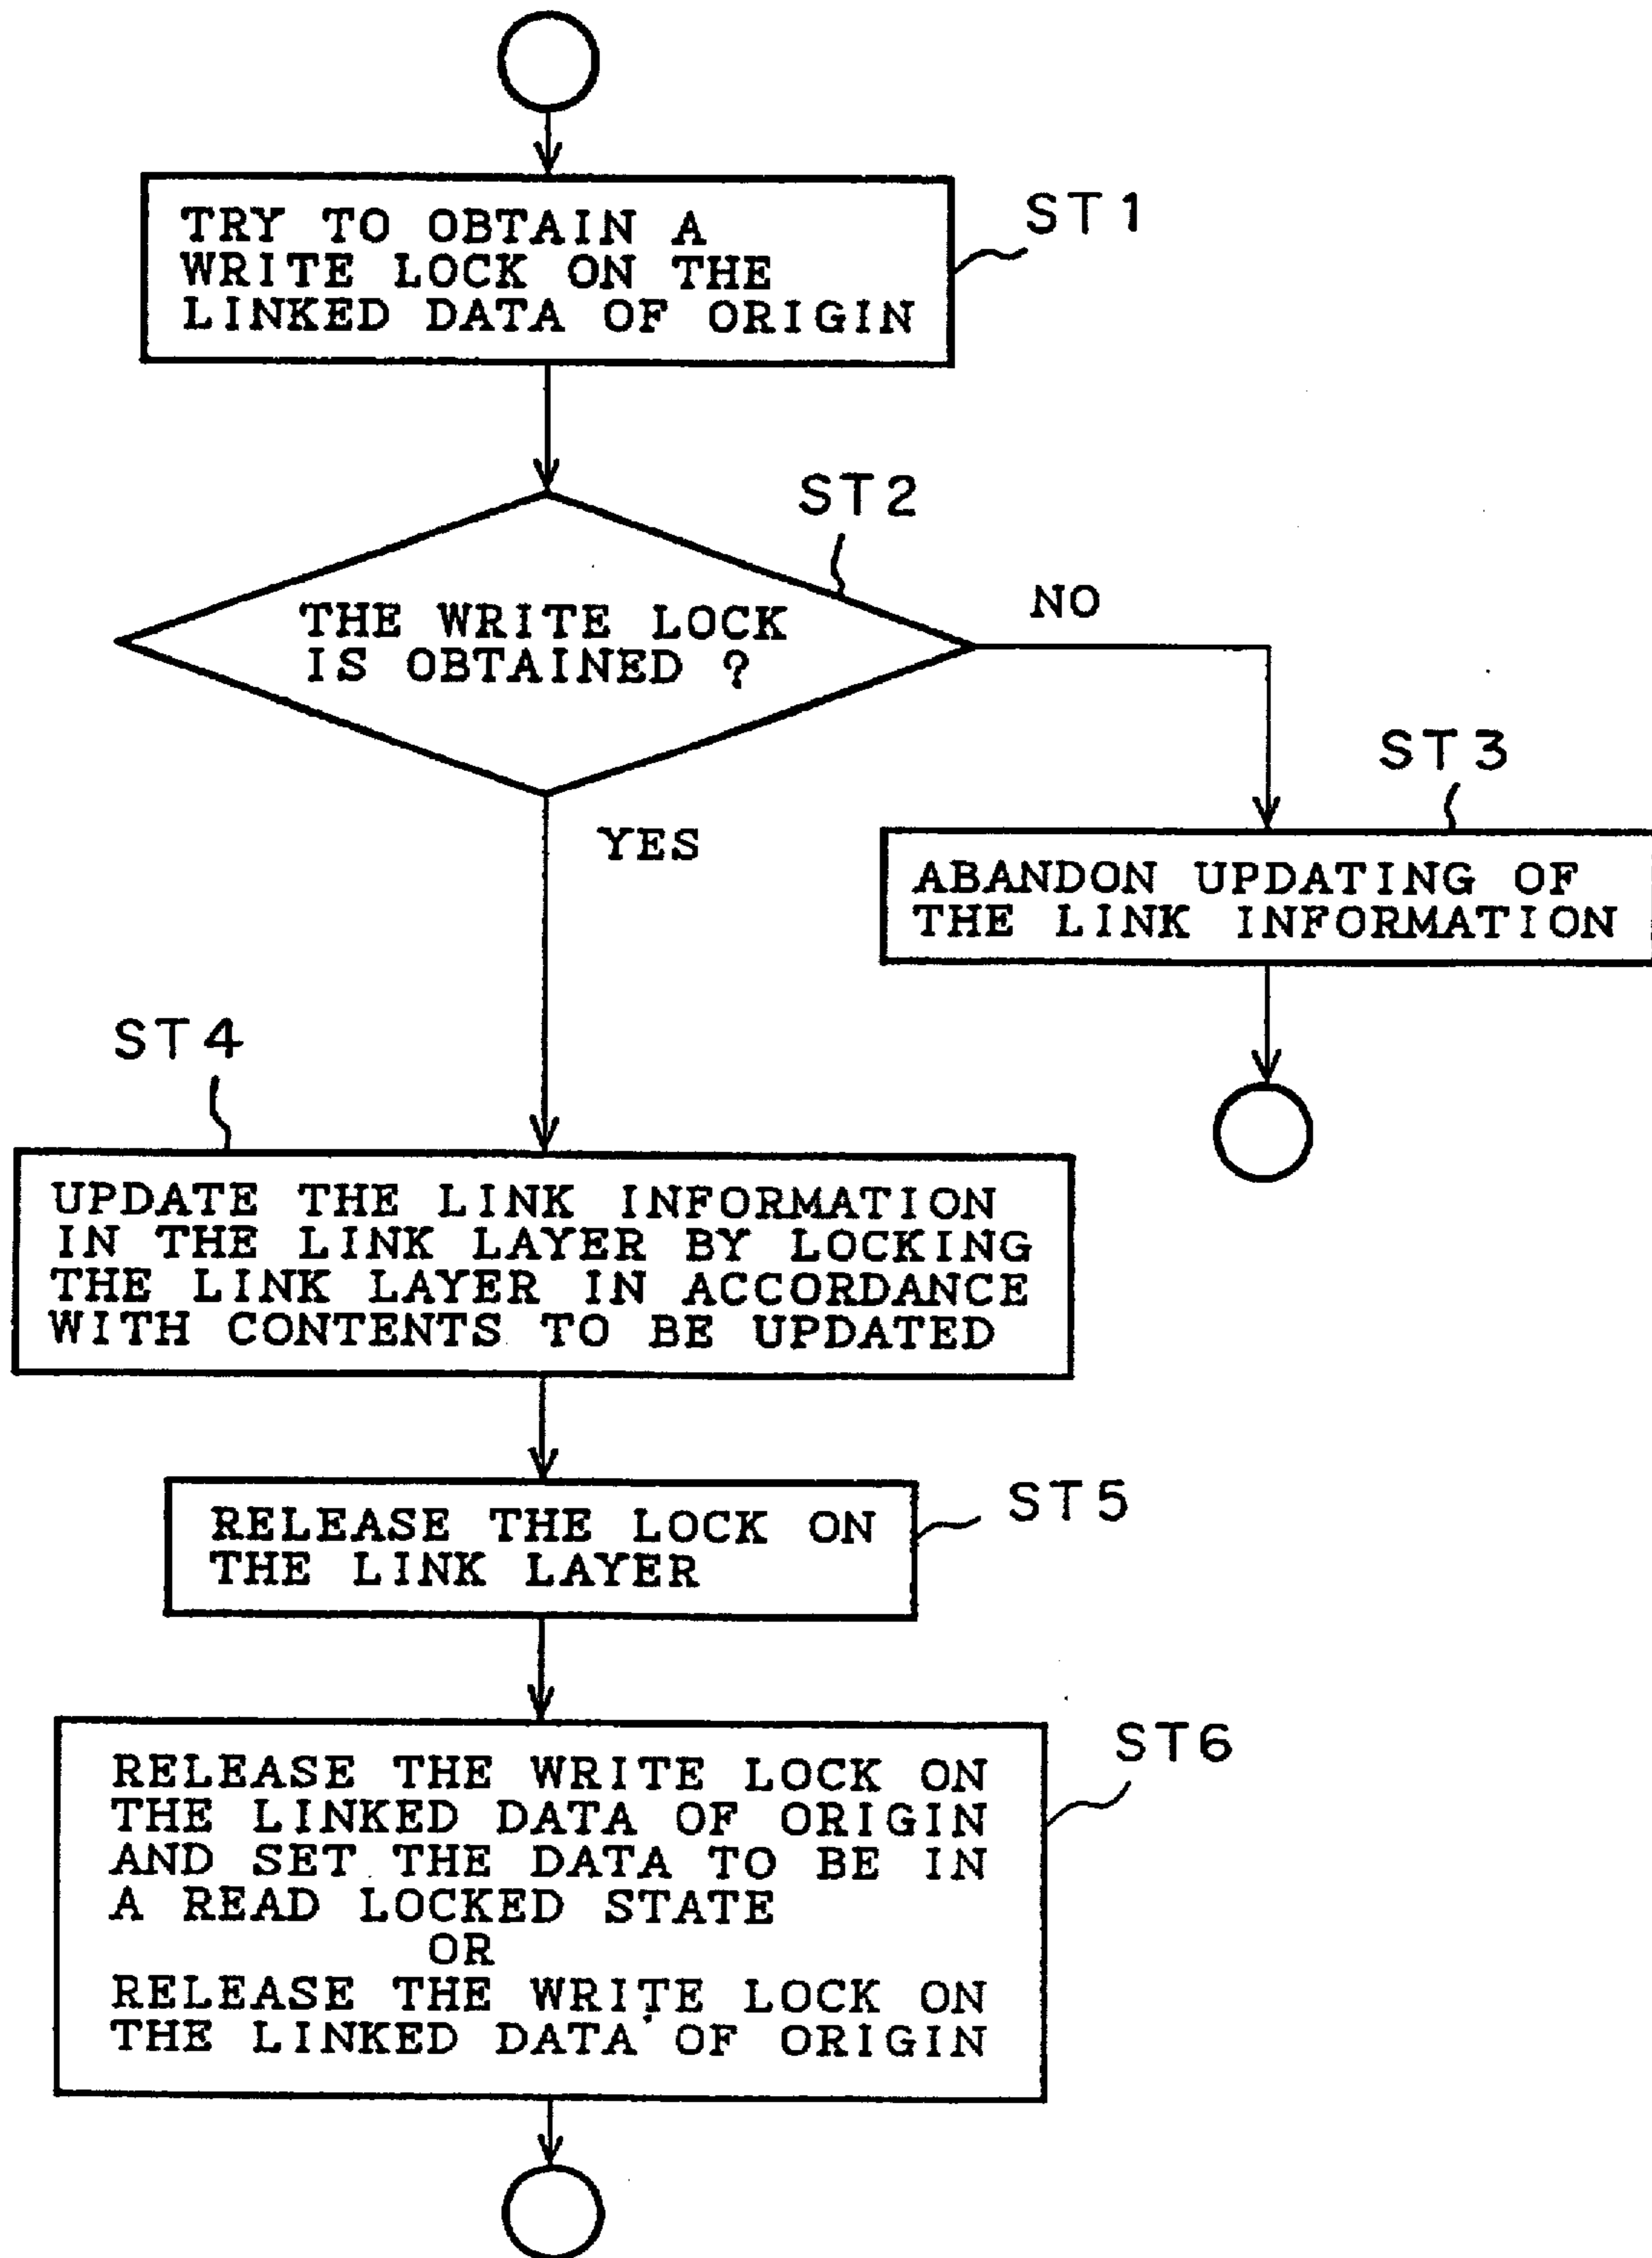 TRY TO OBTAIN A
WRITE LOCK ON THE
LINKED DATA OF ORIGIN
ST1
ST2
THE WRITE LOCK
IS OBTAINED ?
NO
YES
ST3
ABANDON UPDATING OF
THE LINK INFORMATION
ST4
UPDATE THE LINK INFORMATION
IN THE LINK LAYER BY LOCKING
THE LINK LAYER IN ACCORDANCE
WITH CONTENTS TO BE UPDATED
RELEASE THE LOCK ON
THE LINK LAYER
ST5
RELEASE THE WRITE LOCK ON
THE LINKED DATA OF ORIGIN
AND SET THE DATA TO BE IN
A READ LOCKED STATE
OR
RELEASE THE WRITE LOCK ON
THE LINKED DATA OF ORIGIN
ST6